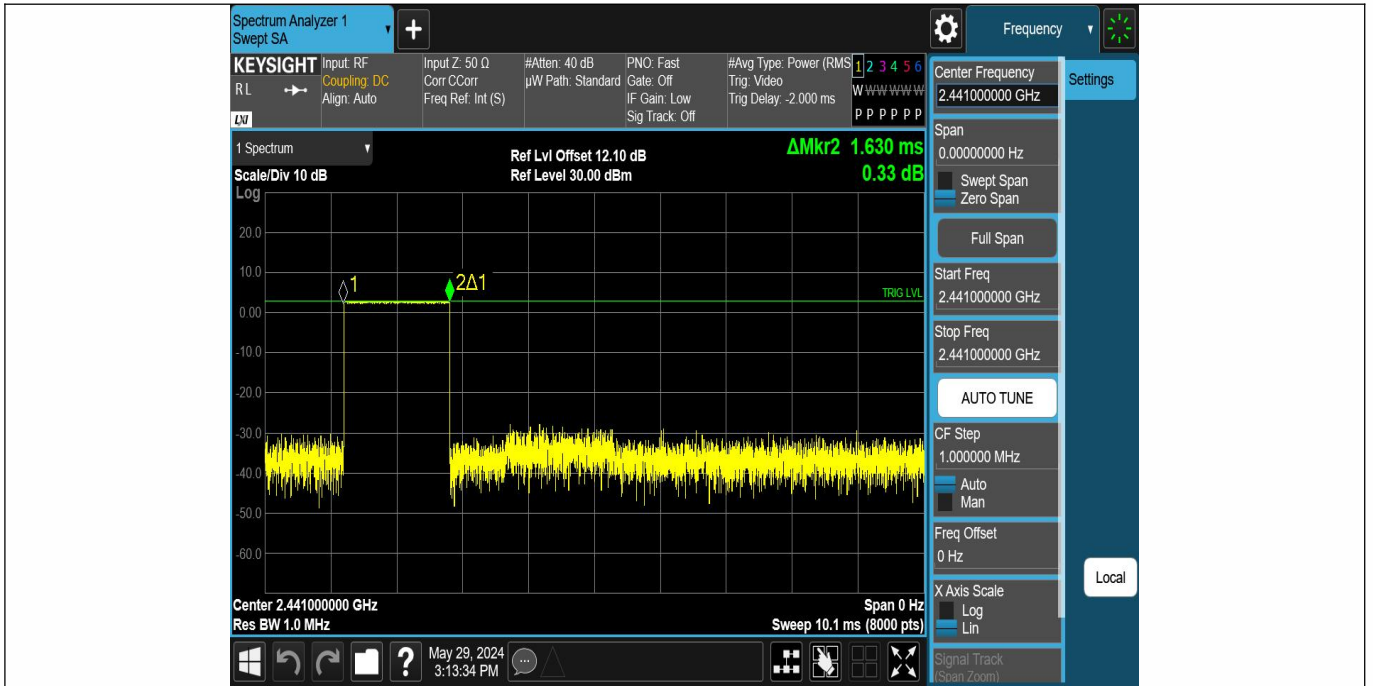 Spectrum Analyzer 1
Swept SA
+
Frequency
KEYSIGHT
RL
LXI
Input: RF
Coupling: DC
Align: Auto
Input Z: 50 Ω
Corr CCorr
Freq Ref: Int (S)
#Atten: 40 dB
µW Path: Standard
PNO: Fast
Gate: Off
IF Gain: Low
Sig Track: Off
#Avg Type: Power (RMS
Trig: Video
Trig Delay: -2.000 ms
1 2 3 4 5 6
W W W W W W
P P P P P P
1 Spectrum
Scale/Div 10 dB
Ref Lvl Offset 12.10 dB
Ref Level 30.00 dBm
ΔMkr2 1.630 ms
0.33 dB
Log
20.0
10.0
0.00
-10.0
-20.0
-30.0
-40.0
-50.0
-60.0
1
2Δ1
TRIG LVL
Center 2.441000000 GHz
Res BW 1.0 MHz
Span 0 Hz
Sweep 10.1 ms (8000 pts)
Center Frequency
2.441000000 GHz
Settings
Span
0.00000000 Hz
Swept Span
Zero Span
Full Span
Start Freq
2.441000000 GHz
Stop Freq
2.441000000 GHz
AUTO TUNE
CF Step
1.000000 MHz
Auto
Man
Freq Offset
0 Hz
X Axis Scale
Log
Lin
Signal Track
(Span Zoom)
Local
?
May 29, 2024
3:13:34 PM